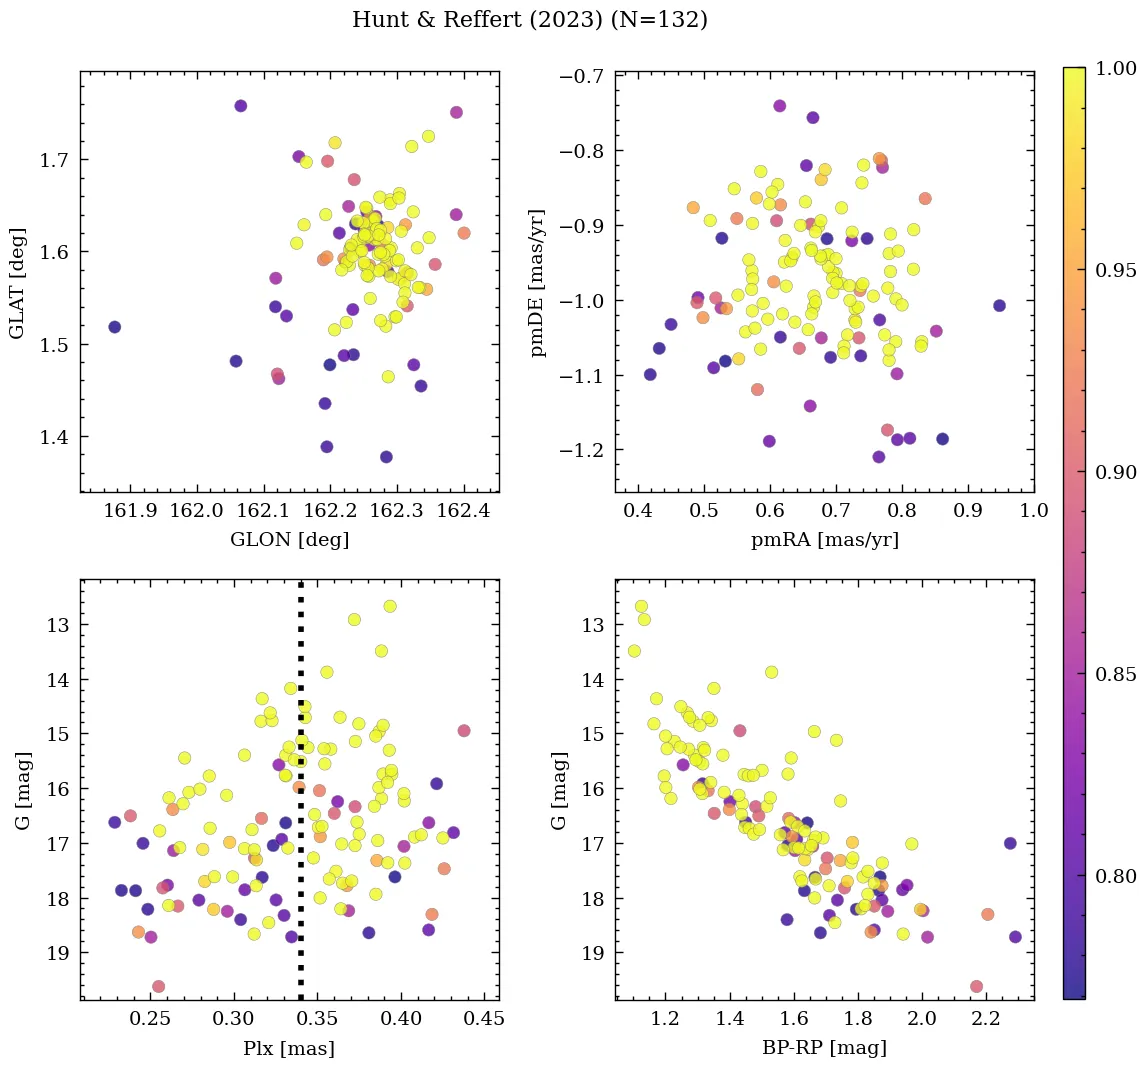 Hunt & Reffert (2023) (N=132)
1.7
1.6
1.5
1.4
GLAT [deg]
161.9 162.0 162.1 162.2 162.3 162.4
GLON [deg]
−0.7
−0.8
−0.9
−1.0
−1.1
−1.2
pmDE [mas/yr]
0.4 0.5 0.6 0.7 0.8 0.9 1.0
pmRA [mas/yr]
13
14
15
16
17
18
19
G [mag]
0.25 0.30 0.35 0.40 0.45
Plx [mas]
13
14
15
16
17
18
19
G [mag]
1.2 1.4 1.6 1.8 2.0 2.2
BP-RP [mag]
1.00
0.95
0.90
0.85
0.80